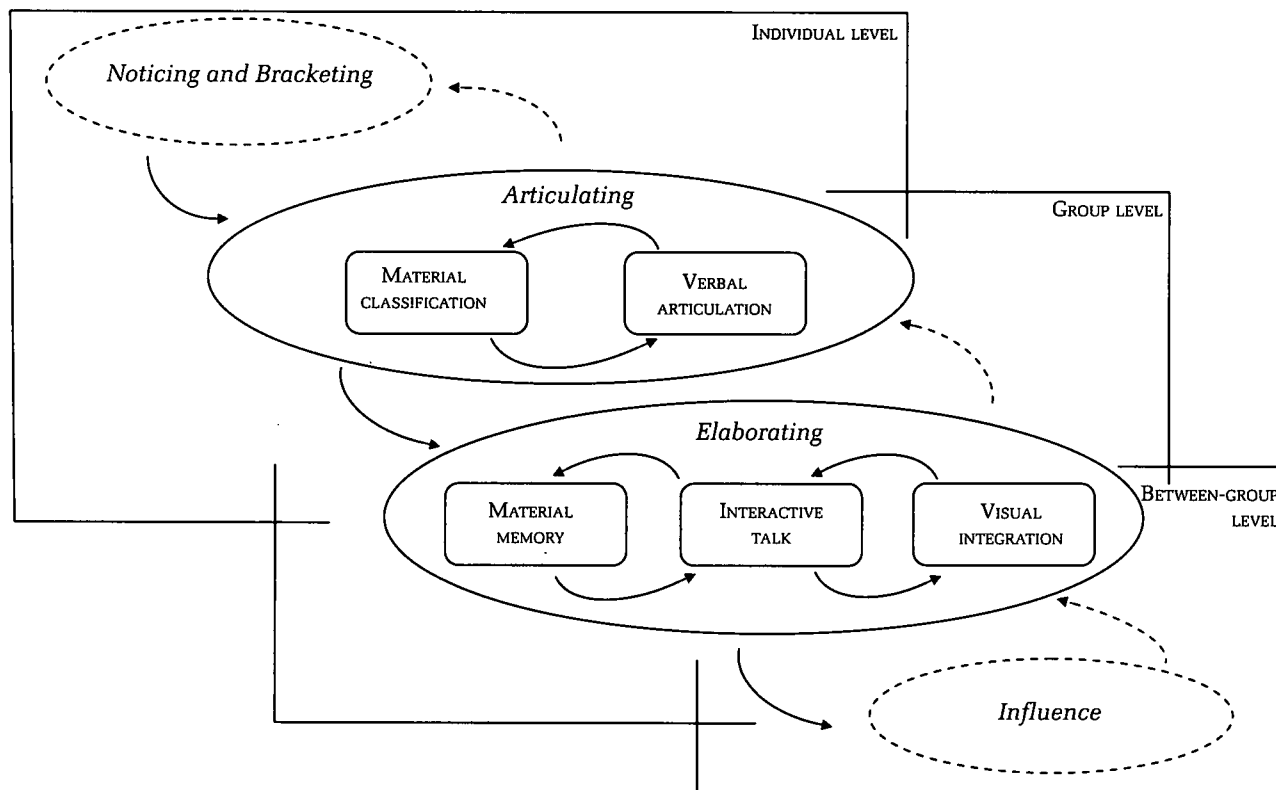 INDIVIDUAL LEVEL
Noticing and Bracketing
Articulating
GROUP LEVEL
MATERIAL
CLASSIFICATION
VERBAL
ARTICULATION
Elaborating
BETWEEN-GROUP
LEVEL
MATERIAL
MEMORY
INTERACTIVE
TALK
VISUAL
INTEGRATION
Influence